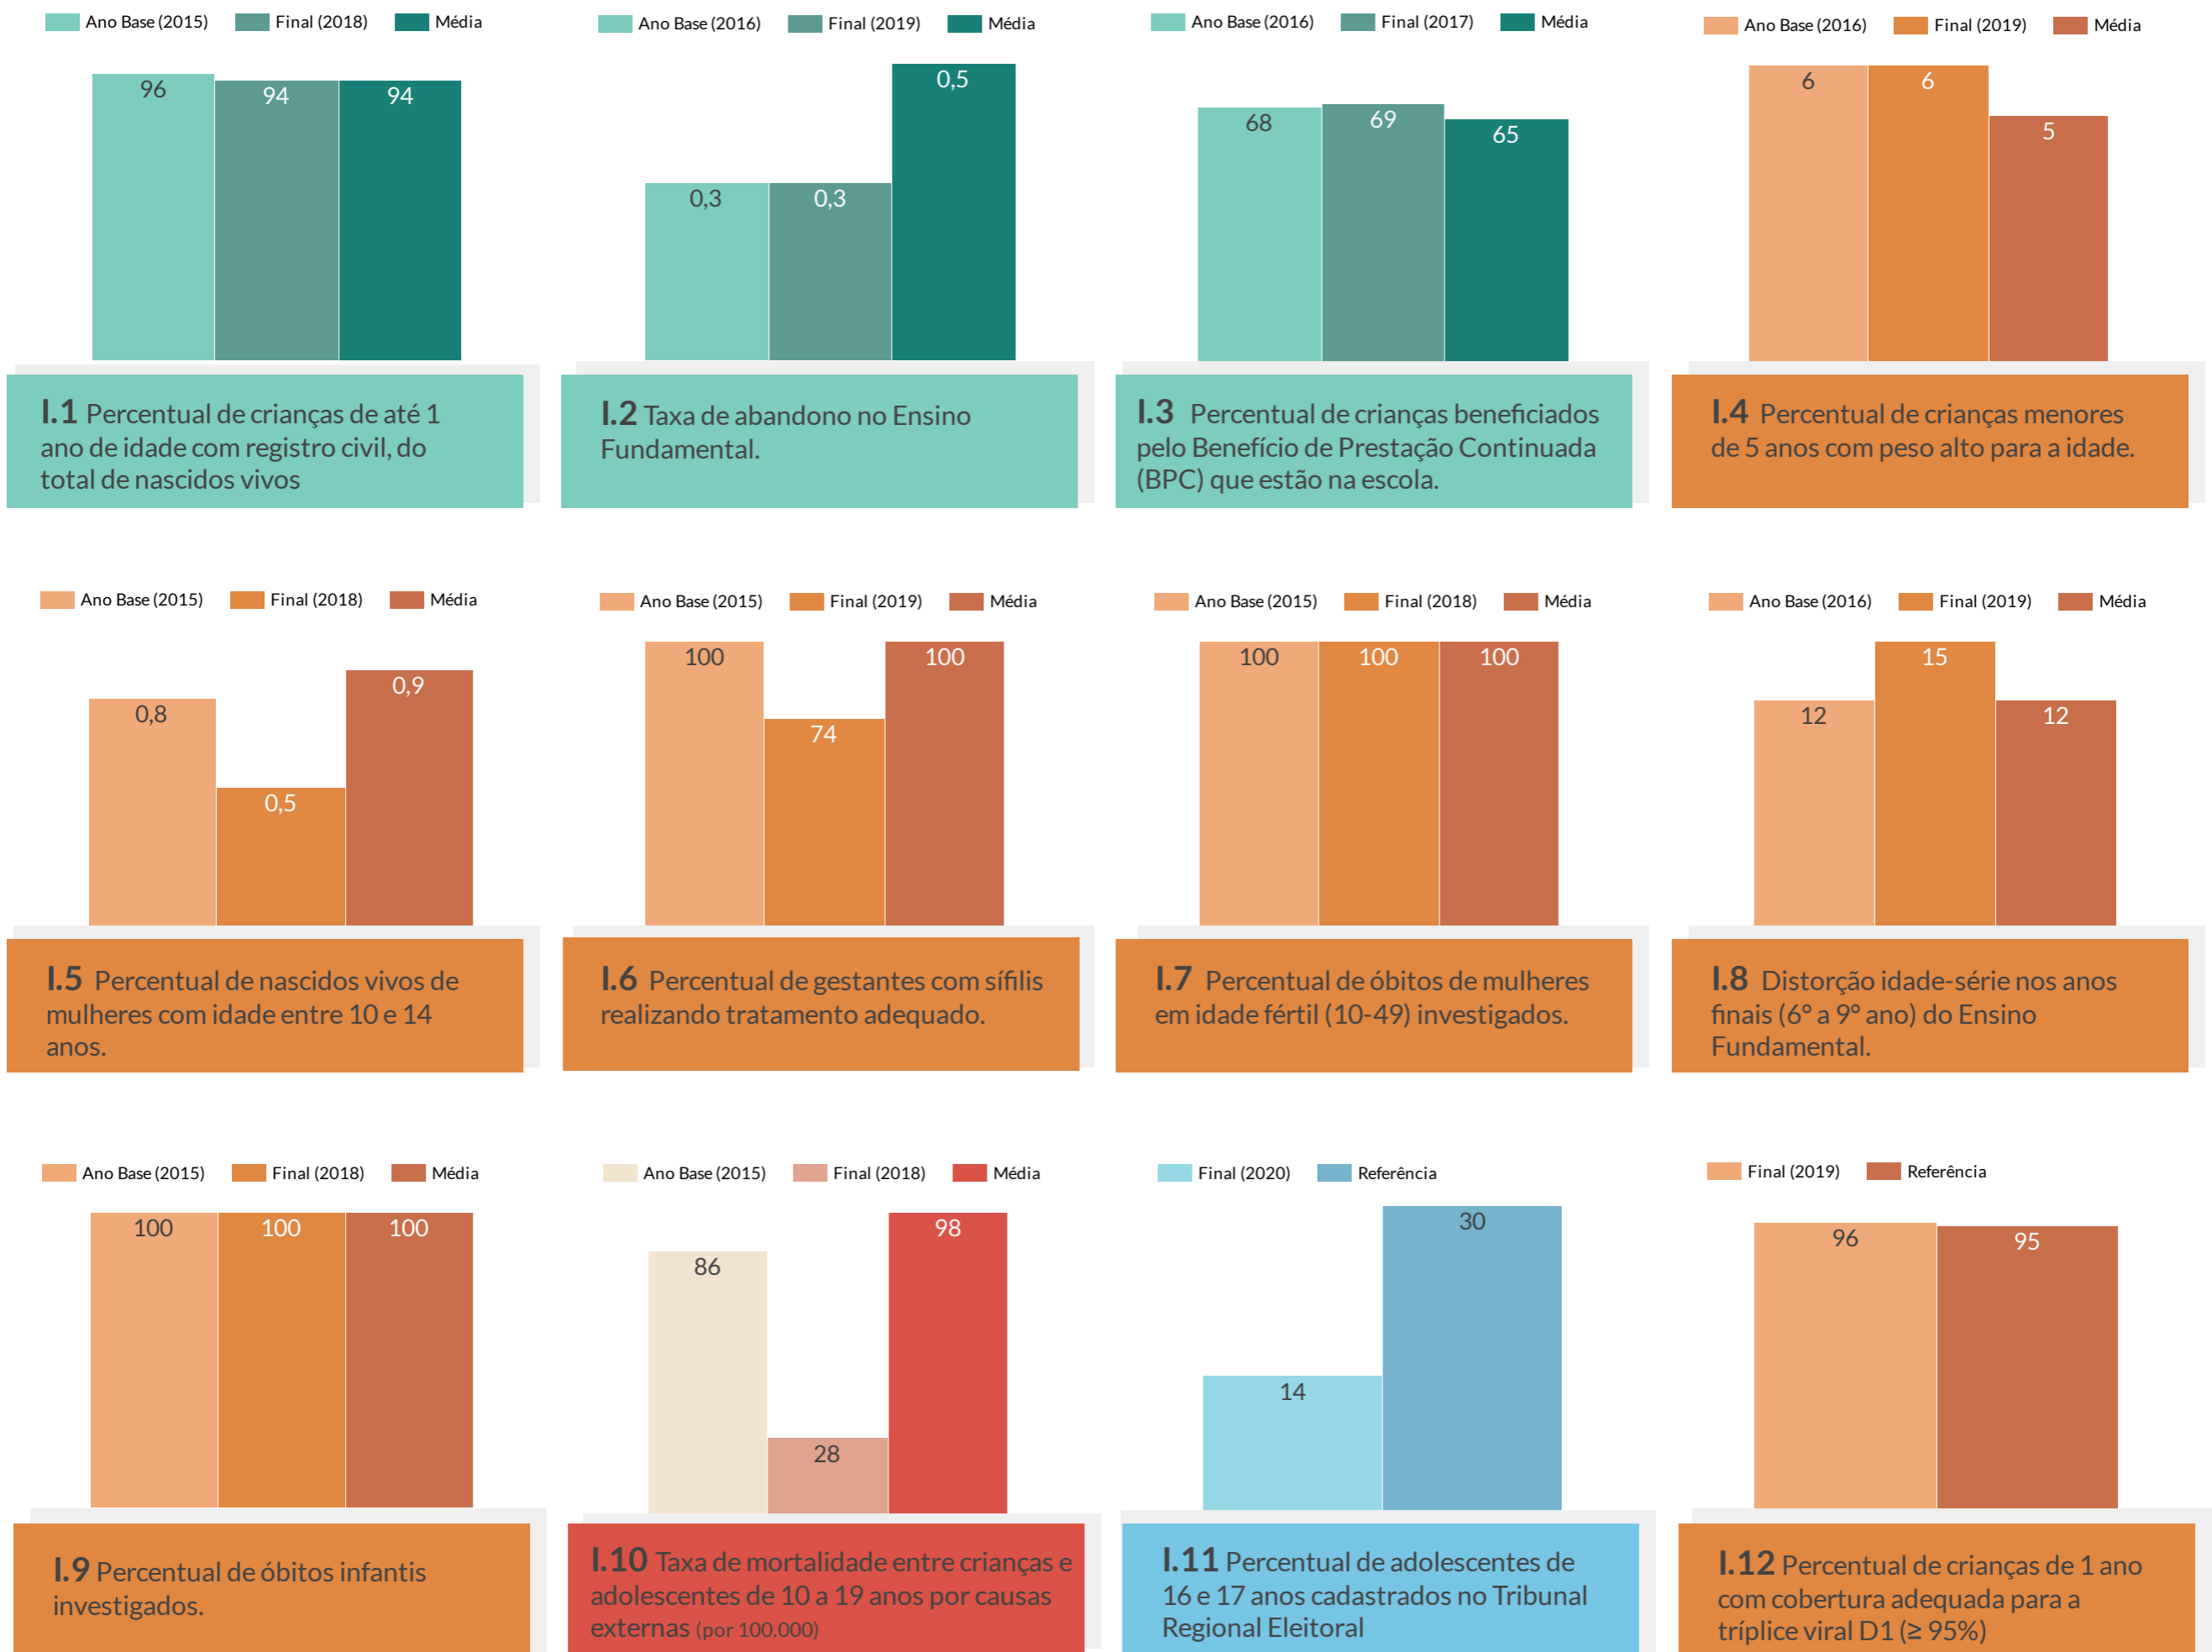 Ano Base (2015) Final (2018) Média
96 94 94
I.1 Percentual de crianças de até 1
ano de idade com registro civil, do
total de nascidos vivos
Ano Base (2016) Final (2019) Média
0,3 0,3 0,5
I.2 Taxa de abandono no Ensino
Fundamental.
Ano Base (2016) Final (2017) Média
68 69 65
I.3 Percentual de crianças beneficiados
pelo Benefício de Prestação Continuada
(BPC) que estão na escola.
Ano Base (2016) Final (2019) Média
6 6 5
I.4 Percentual de crianças menores
de 5 anos com peso alto para a idade.
Ano Base (2015) Final (2018) Média
0,8 0,5 0,9
I.5 Percentual de nascidos vivos de
mulheres com idade entre 10 e 14
anos.
Ano Base (2015) Final (2019) Média
100 74 100
I.6 Percentual de gestantes com sífilis
realizando tratamento adequado.
Ano Base (2015) Final (2018) Média
100 100 100
I.7 Percentual de óbitos de mulheres
em idade fértil (10-49) investigados.
Ano Base (2016) Final (2019) Média
12 15 12
I.8 Distorção idade-série nos anos
finais (6° a 9° ano) do Ensino
Fundamental.
Ano Base (2015) Final (2018) Média
100 100 100
I.9 Percentual de óbitos infantis
investigados.
Ano Base (2015) Final (2018) Média
86 28 98
I.10 Taxa de mortalidade entre crianças e
adolescentes de 10 a 19 anos por causas
externas (por 100.000)
Final (2020) Referência
14 30
I.11 Percentual de adolescentes de
16 e 17 anos cadastrados no Tribunal
Regional Eleitoral
Final (2019) Referência
96 95
I.12 Percentual de crianças de 1 ano
com cobertura adequada para a
tríplice viral D1 (≥ 95%)